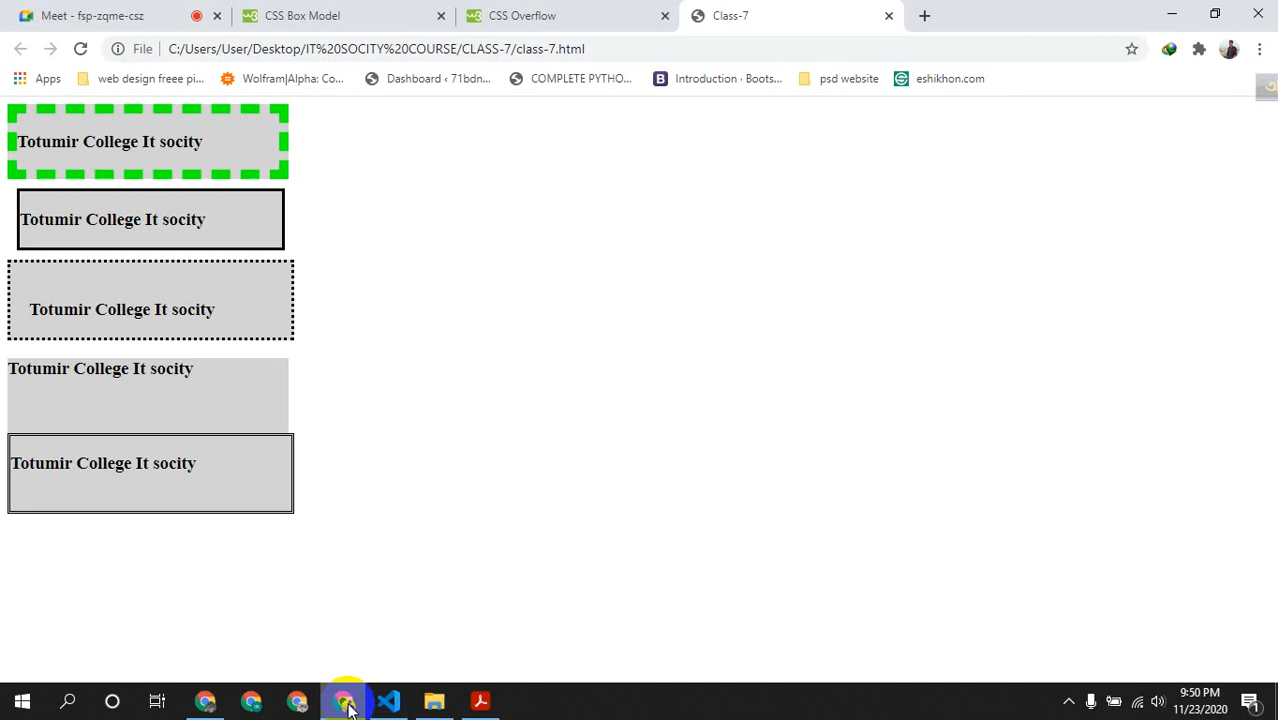 Meet - fsp-zqme-csz
CSS Box Model
CSS Overflow
Class-7
File
C:/Users/User/Desktop/IT%20SOCITY%20COURSE/CLASS-7/class-7.html
Apps
web design freee pi...
Wolfram|Alpha: Co...
Dashboard ‹ 71bdn...
COMPLETE PYTHO...
Introduction · Boots...
psd website
eshikhon.com
Totumir College It socity
Totumir College It socity
Totumir College It socity
Totumir College It socity
Totumir College It socity
9:50 PM
11/23/2020
1